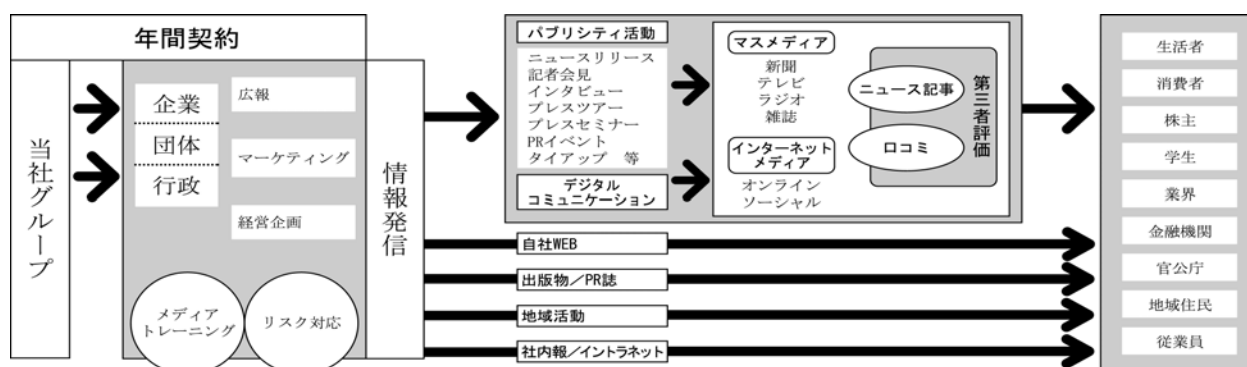 年間契約
当社グループ
企業
団体
行政
広報
マーケティング
経営企画
メディア
トレーニング
リスク対応
情報発信
パブリシティ活動
ニュースリリース
記者会見
インタビュー
プレスツアー
プレスセミナー
PRイベント
タイアップ　等
デジタル
コミュニケーション
マスメディア
新聞
テレビ
ラジオ
雑誌
インターネット
メディア
オンライン
ソーシャル
ニュース記事
口コミ
第三者評価
自社WEB
出版物／PR誌
地域活動
社内報／イントラネット
生活者
消費者
株主
学生
業界
金融機関
官公庁
地域住民
従業員